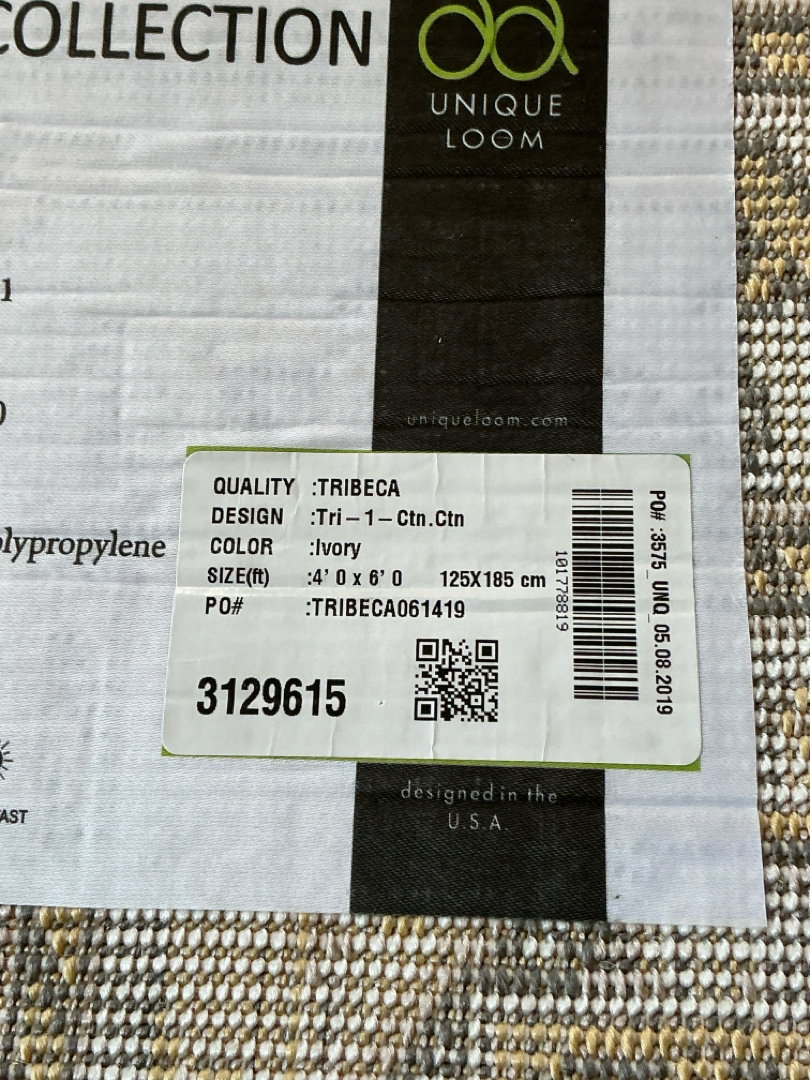 COLLECTION
UNIQUE
LOOM
1
uniqueloom.com
QUALITY :TRIBECA
DESIGN :Tri-1-Ctn.Ctn
COLOR :Ivory
SIZE(ft) :4' 0 x 6' 0 125X185 cm
PO# :TRIBECA061419
3129615
101778819
PO# :3575_UNQ_05.08.2019
lypropylene
AST
designed in the
U.S.A.